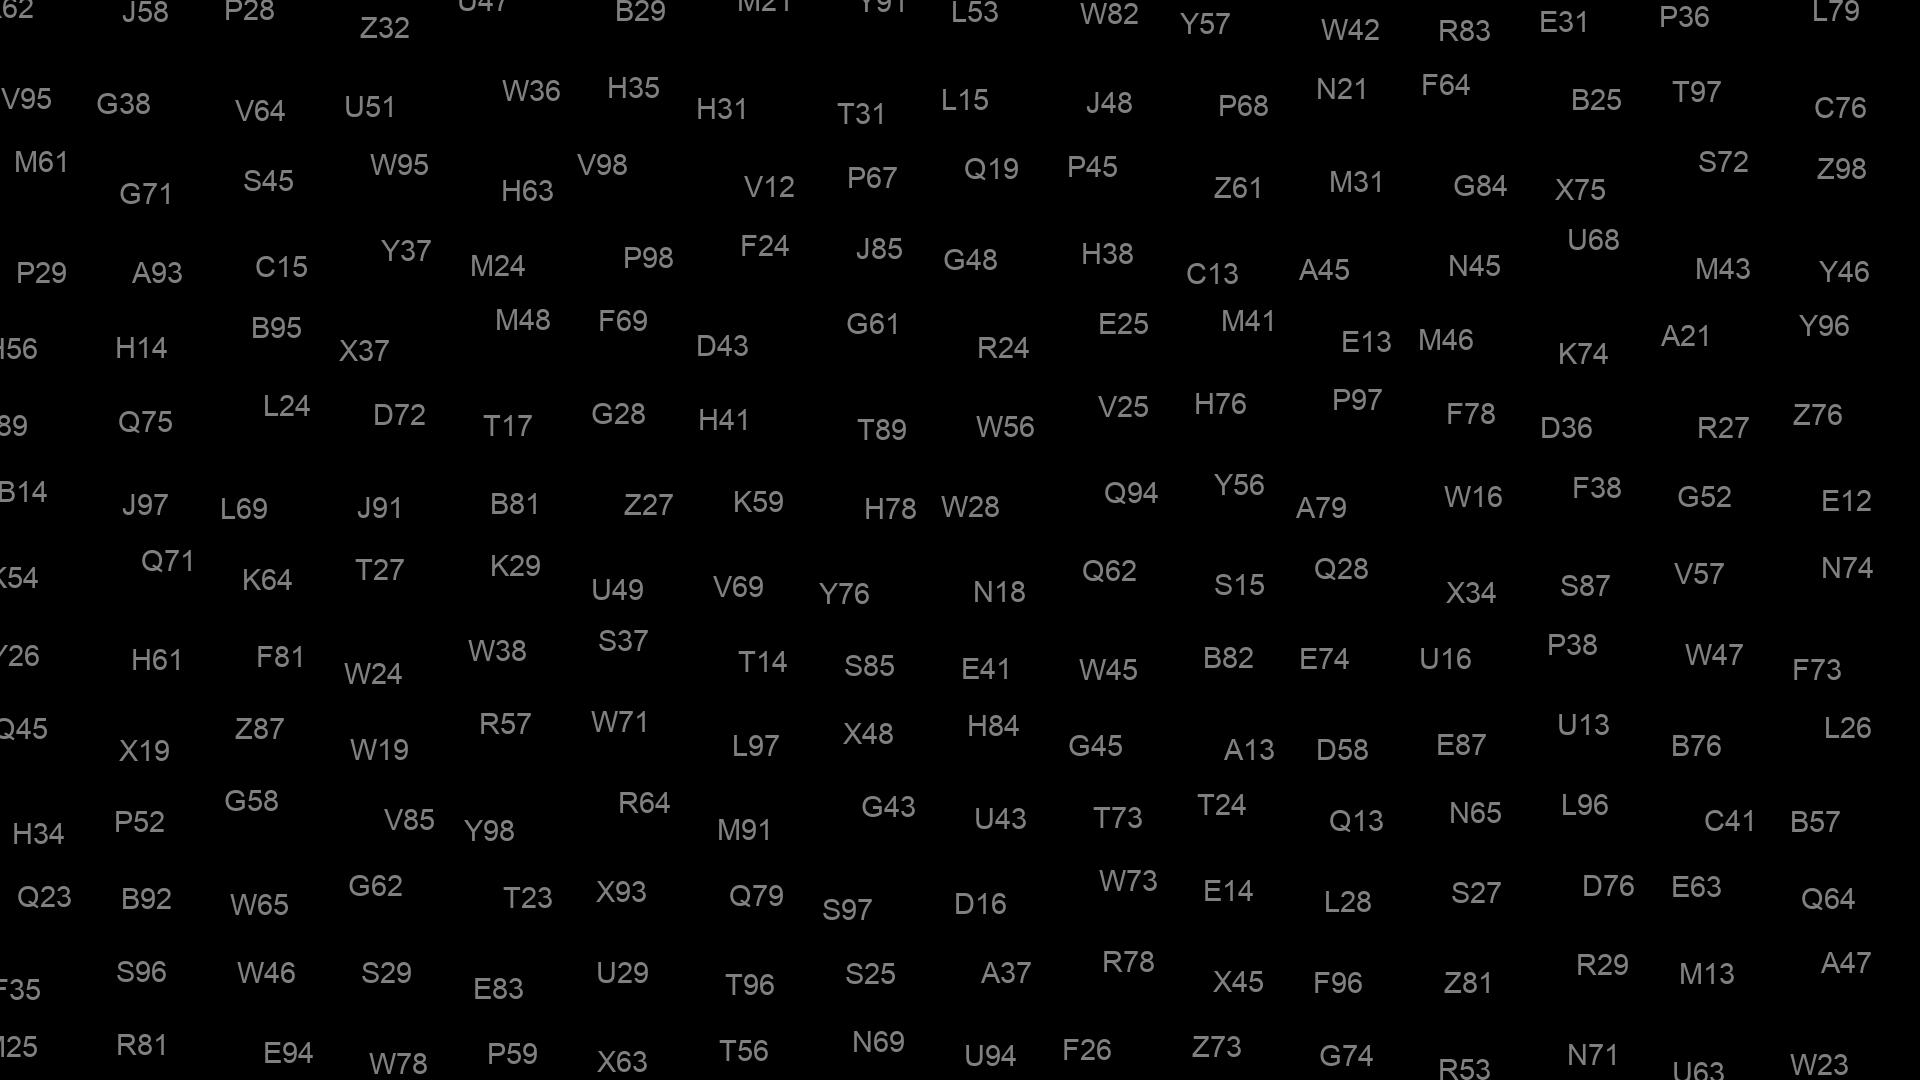 J58 P28 Z32 U47 B29 M21 Y91 L53 W82 Y57 W42 R83 E31 P36 L79
V95 G38 V64 U51 W36 H35 H31 T31 L15 J48 P68 N21 F64 B25 T97 C76
M61 G71 S45 W95 H63 V98 V12 P67 Q19 P45 Z61 M31 G84 X75 S72 Z98
P29 A93 C15 Y37 M24 P98 F24 J85 G48 H38 C13 A45 N45 U68 M43 Y46
H56 H14 B95 X37 M48 F69 D43 G61 R24 E25 M41 E13 M46 K74 A21 Y96
89 Q75 L24 D72 T17 G28 H41 T89 W56 V25 H76 P97 F78 D36 R27 Z76
B14 J97 L69 J91 B81 Z27 K59 H78 W28 Q94 Y56 A79 W16 F38 G52 E12
K54 Q71 K64 T27 K29 U49 V69 Y76 N18 Q62 S15 Q28 X34 S87 V57 N74
Y26 H61 F81 W24 W38 S37 T14 S85 E41 W45 B82 E74 U16 P38 W47 F73
Q45 X19 Z87 W19 R57 W71 L97 X48 H84 G45 A13 D58 E87 U13 B76 L26
H34 P52 G58 V85 Y98 R64 M91 G43 U43 T73 T24 Q13 N65 L96 C41 B57
Q23 B92 W65 G62 T23 X93 Q79 S97 D16 W73 E14 L28 S27 D76 E63 Q64
F35 S96 W46 S29 E83 U29 T96 S25 A37 R78 X45 F96 Z81 R29 M13 A47
R81 E94 W78 P59 X63 T56 N69 U94 F26 Z73 G74 R53 N71 U63 W23